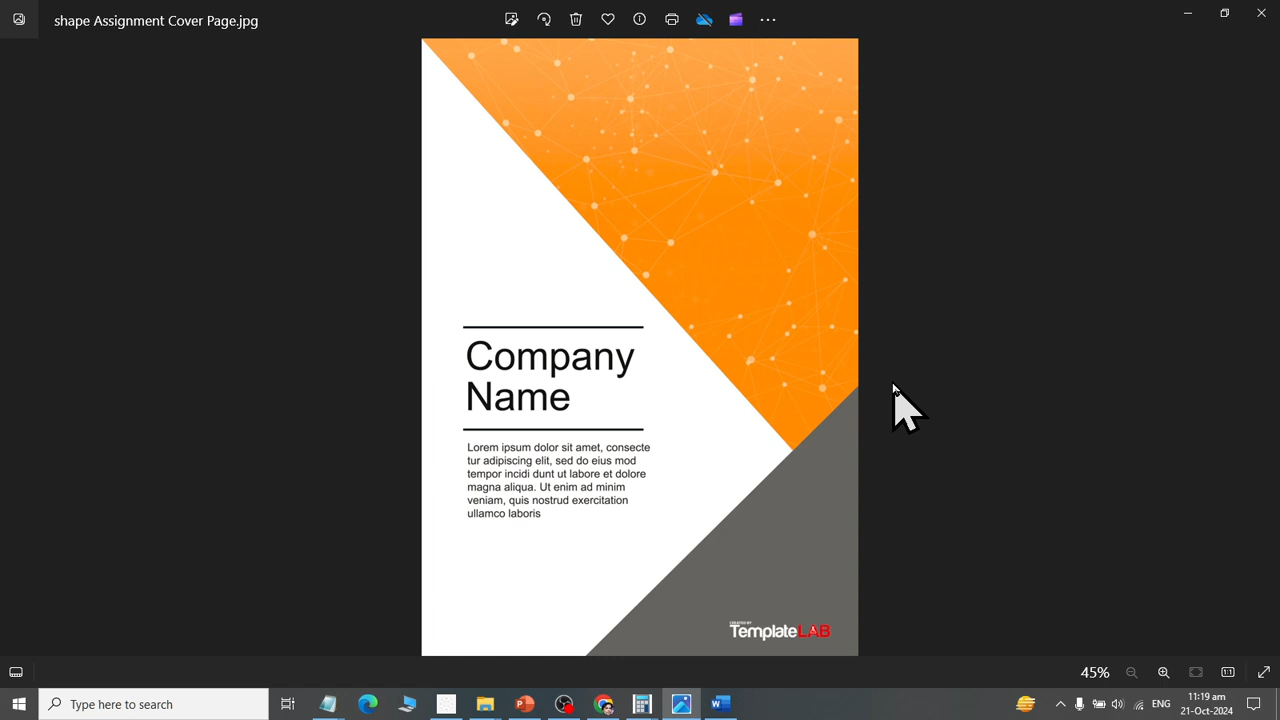 shape Assignment Cover Page.jpg
Company
Name
Lorem ipsum dolor sit amet, consecte
tur adipiscing elit, sed do eius mod
tempor incidi dunt ut labore et dolore
magna aliqua. Ut enim ad minim
veniam, quis nostrud exercitation
ullamco laboris
CREATED BY
TemplateLAB
45%
Type here to search
ENG
11:19 am
21-Oct-2024